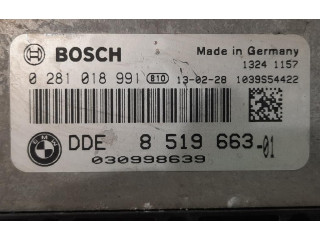 BOSCH
Made in Germany
1324 1157
0 281 018 991 810 13-02-28 1039S54422
BMW
DDE 8 519 663-01
030998639